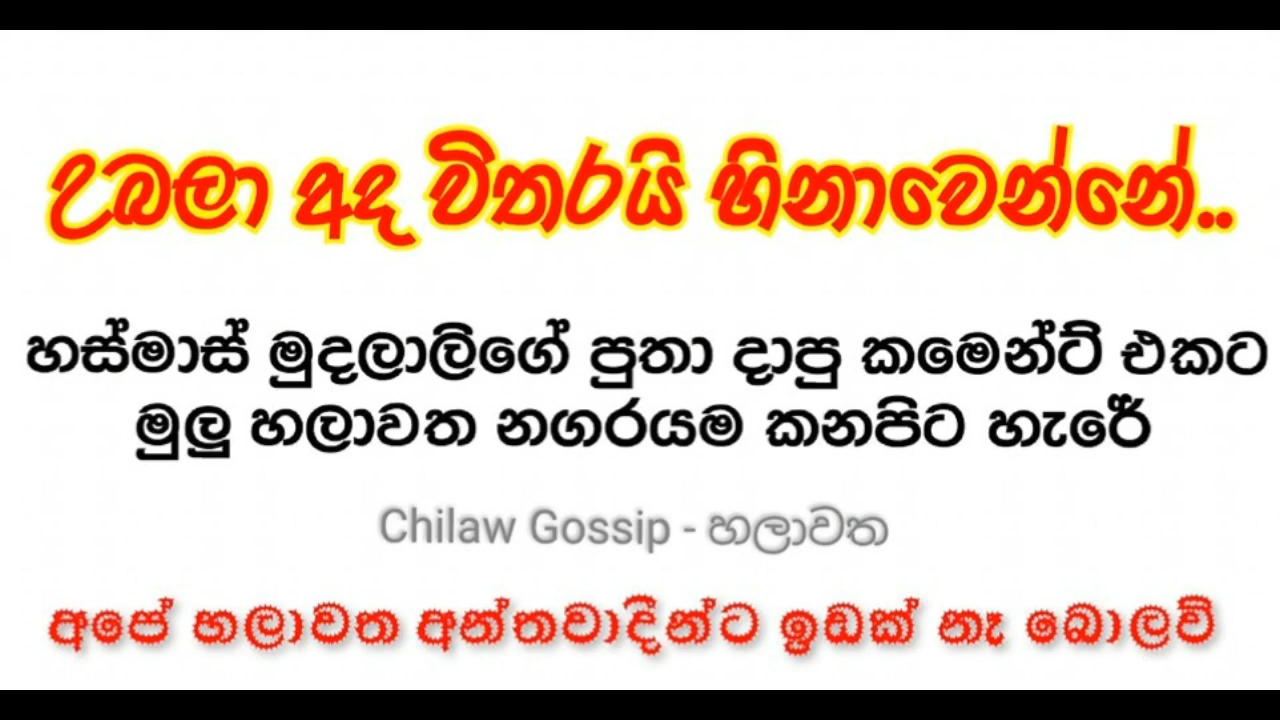 උබලා අද විතරයි හිනාවෙන්නේ..
හස්මාස් මුදලාලිගේ පුතා දාපු කමෙන්ට් එකට
මුලු හලාවත නගරයම කනපිට හැරේ
Chilaw Gossip - හලාවත
අපේ හලාවත අන්තවාදීන්ට ඉඩක් නෑ බොලව්